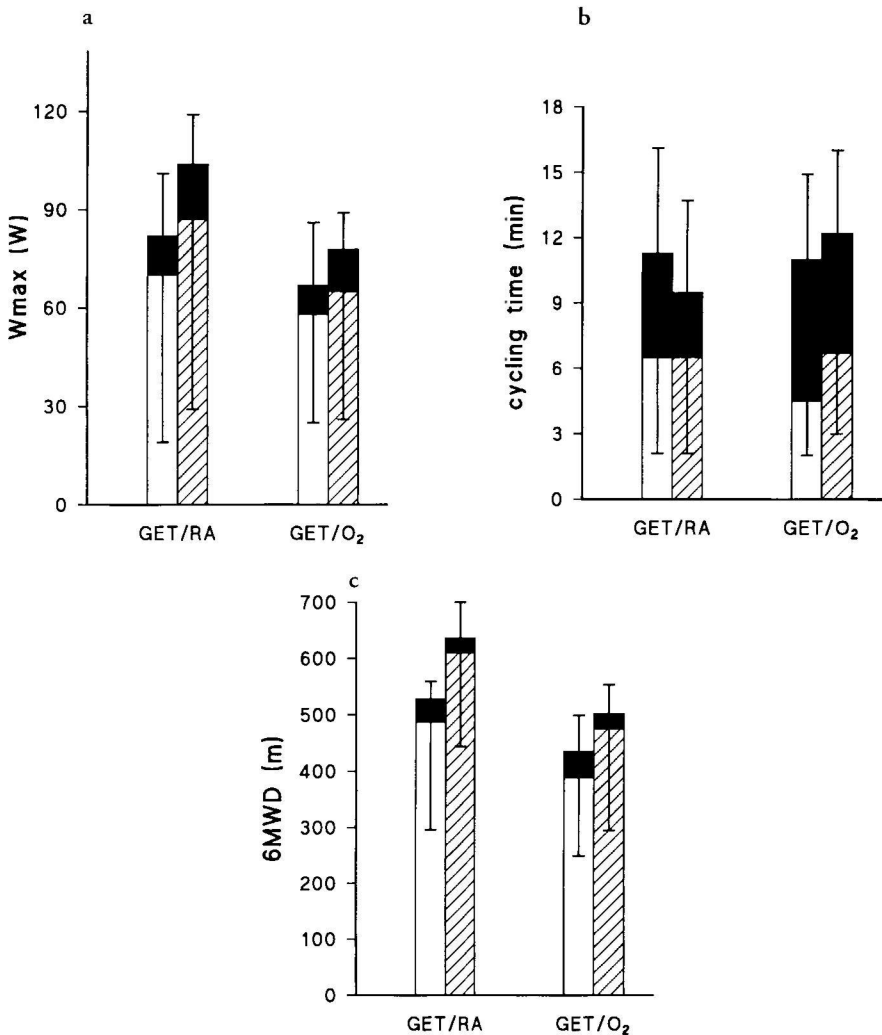 a
120
90
60
30
0
Wmax (W)
GET/RA
GET/O₂
b
18
15
12
9
6
3
0
cycling time (min)
GET/RA
GET/O₂
c
700
600
500
400
300
200
100
0
6MWD (m)
GET/RA
GET/O₂